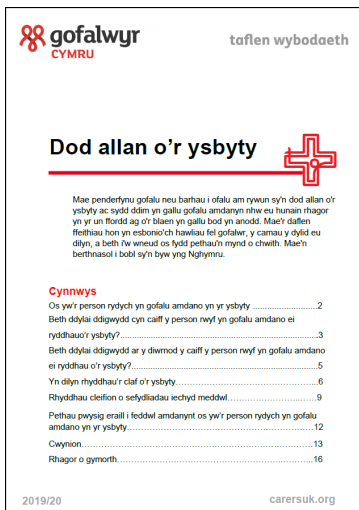 gofalwyr
CYMRU
taflen wybodaeth
Dod allan o'r ysbyty
Mae penderfynu gofalu neu barhau i ofalu am rywun sy'n dod allan o'r
ysbyty ac sydd ddim yn gallu gofalu amdanyn nhw eu hunain rhagor
yn yr un ffordd ag o'r blaen yn gallu bod yn anodd. Mae'r daflen
ffeithiau hon yn esbonio'ch hawliau fel gofalwr, y camau y dylid eu
dilyn, a beth i'w wneud os fydd pethau'n mynd o chwith. Mae'n
berthnasol i bobl sy'n byw yng Nghymru.
Cynnwys
Os yw'r person rydych yn gofalu amdano yn yr ysbyty ........................2
Beth ddylai ddigwydd cyn caiff y person rwyf yn gofalu amdano ei
ryddhauo'r ysbyty?...............................................................3
Beth ddylai ddigwydd ar y diwrnod y caiff y person rwyf yn gofalu amdano
ei ryddhau o'r ysbyty?...........................................................5
Yn dilyn rhyddhau'r claf o'r ysbyty..............................................6
Rhyddhau cleifion o sefydliadau iechyd meddwl....................................9
Pethau pwysig eraill i feddwl amdanynt os yw'r person rydych yn gofalu
amdano yn yr ysbyty..............................................................12
Cwynion..........................................................................13
Rhagor o gymorth.................................................................16
2019/20
carersuk.org